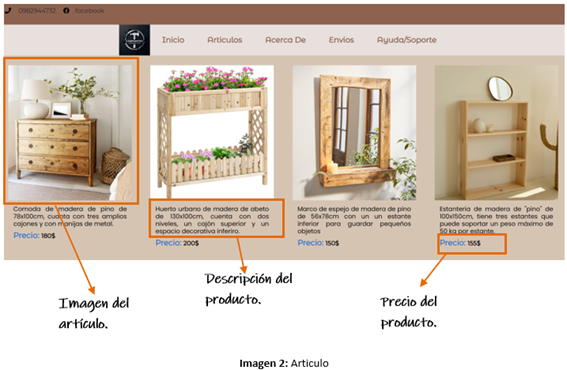 0982944732 facebook
Inicio Articulos Acerca De Envios Ayuda/Soporte
Comoda de madera de pino de
78x100cm, cuenta con tres amplios
cajones y con manijas de metal.
Precio: 180$
Huerto urbano de madera de abeto
de 130x100cm, cuenta con dos
niveles, un cajón superior y un
espacio decorativa inferiro.
Precio: 200$
Marco de espejo de madera de pino
de 56x78cm con un un estante
inferior para guardar pequeños
objetos
Precio: 150$
Estanteria de madera de "pino" de
100x150cm, tiene tres estantes que
puede soportar un peso máximo de
50 kg por estante.
Precio: 155$
Imagen del
artículo.
Descripción del
producto.
Precio del
producto.
Imagen 2: Articulo